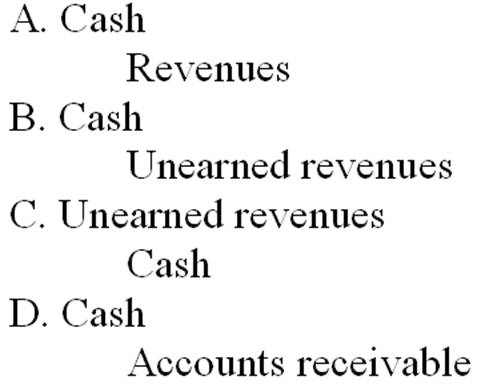 A. Cash
Revenues
B. Cash
Unearned revenues
C. Unearned revenues
Cash
D. Cash
Accounts receivable